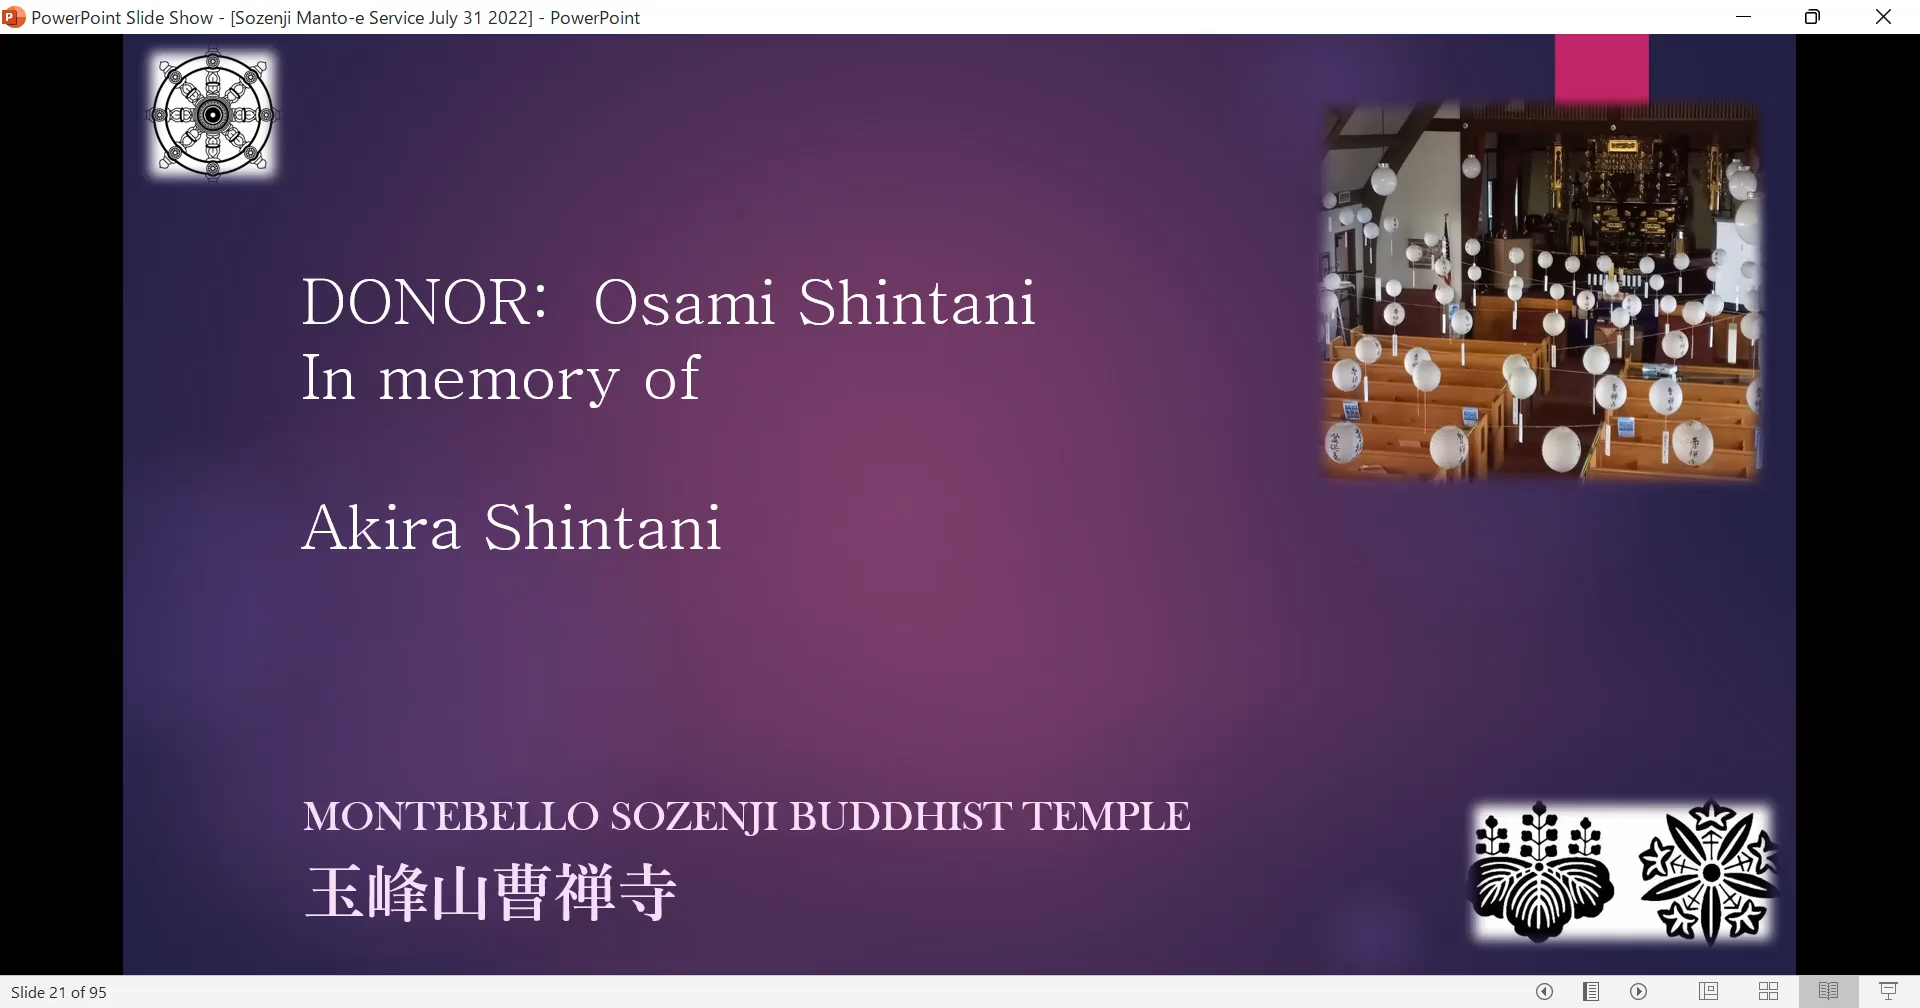 PowerPoint Slide Show - [Sozenji Manto-e Service July 31 2022] - PowerPoint
DONOR: Osami Shintani
In memory of
Akira Shintani
MONTEBELLO SOZENJI BUDDHIST TEMPLE
玉峰山曹禅寺
Slide 21 of 95